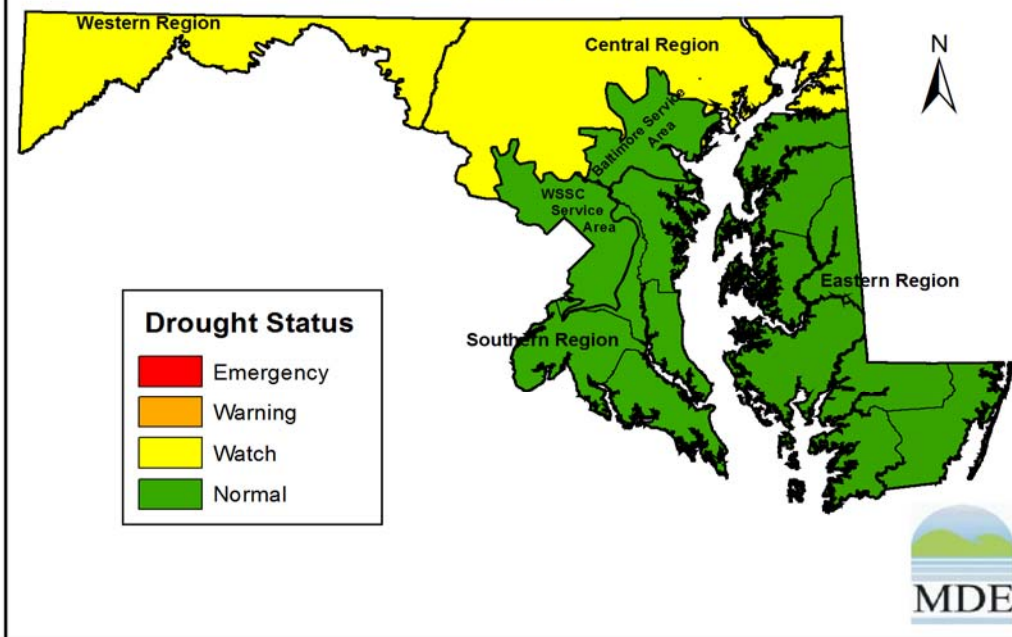 Western Region
Central Region
N
Baltimore Service
Area
WSSC
Service
Area
Eastern Region
Southern Region
Drought Status
Emergency
Warning
Watch
Normal
MDE